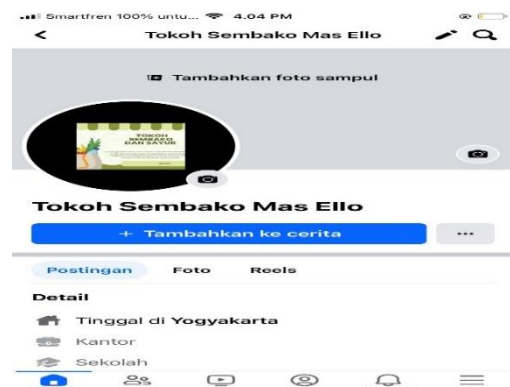 Smartfren 100% untu... 4.04 PM
Tokoh Sembako Mas Ello
Tambahkan foto sampul
TOKOH
SEMBAKO
DAN SAYUR
Tokoh Sembako Mas Ello
+ Tambahkan ke cerita
Postingan Foto Reels
Detail
Tinggal di Yogyakarta
Kantor
Sekolah